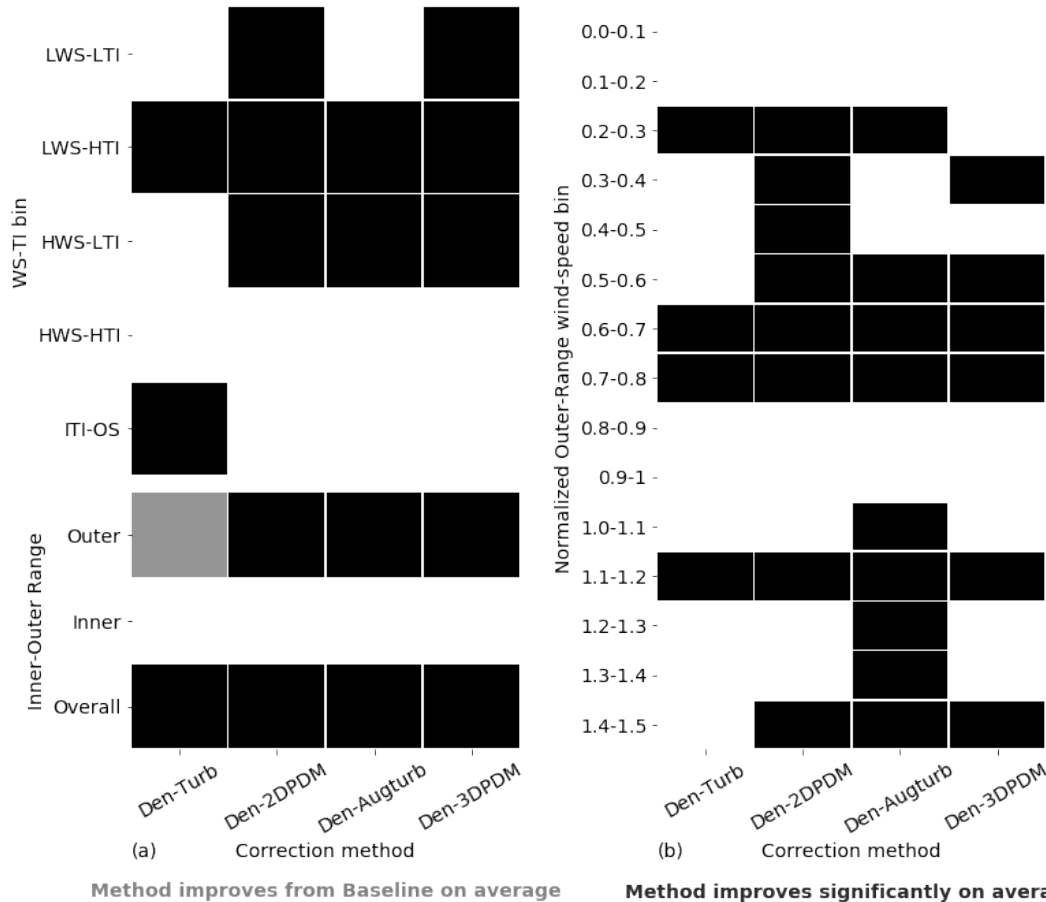 WS-TI bin
LWS-LTI
LWS-HTI
HWS-LTI
HWS-HTI
ITI-OS
Inner-Outer Range
Outer
Inner
Overall
Den-Turb
Den-2DPDM
Den-Augturb
Den-3DPDM
(a)
Correction method
Normalized Outer-Range wind-speed bin
0.0-0.1
0.1-0.2
0.2-0.3
0.3-0.4
0.4-0.5
0.5-0.6
0.6-0.7
0.7-0.8
0.8-0.9
0.9-1
1.0-1.1
1.1-1.2
1.2-1.3
1.3-1.4
1.4-1.5
Den-Turb
Den-2DPDM
Den-Augturb
Den-3DPDM
(b)
Correction method
Method improves from Baseline on average
Method improves significantly on